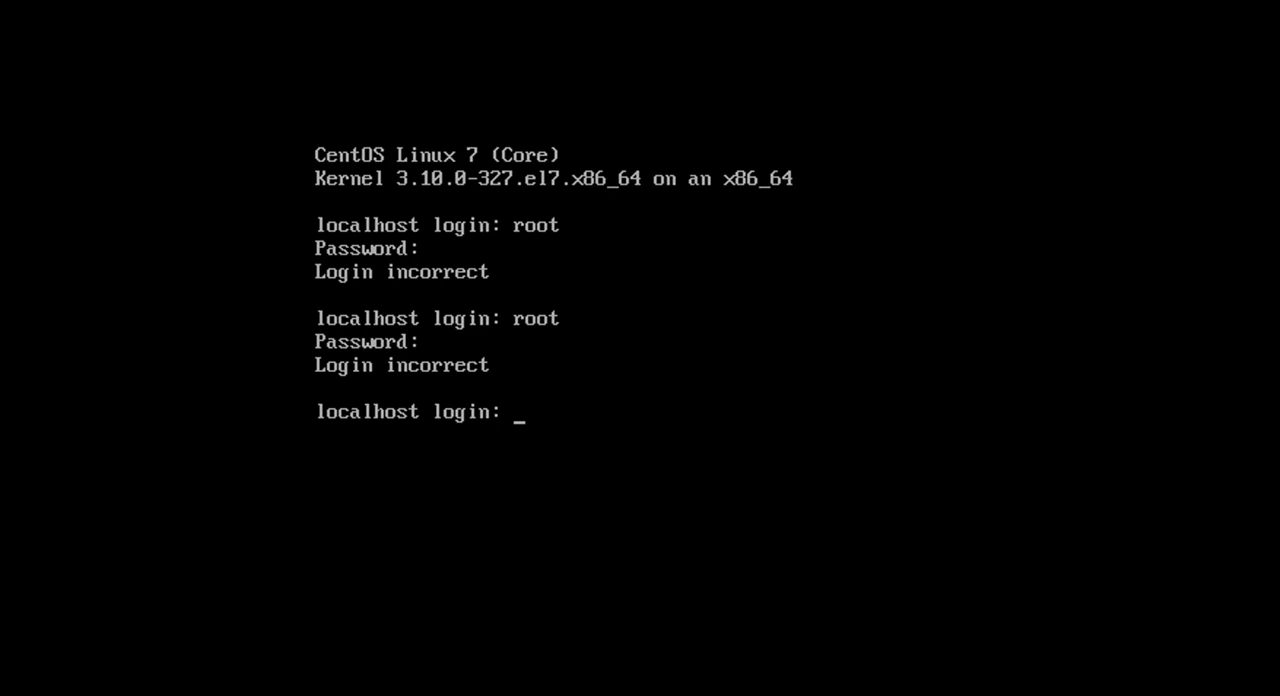 CentOS Linux 7 (Core)
Kernel 3.10.0-327.el7.x86_64 on an x86_64
localhost login: root
Password:
Login incorrect
localhost login: root
Password:
Login incorrect
localhost login: _